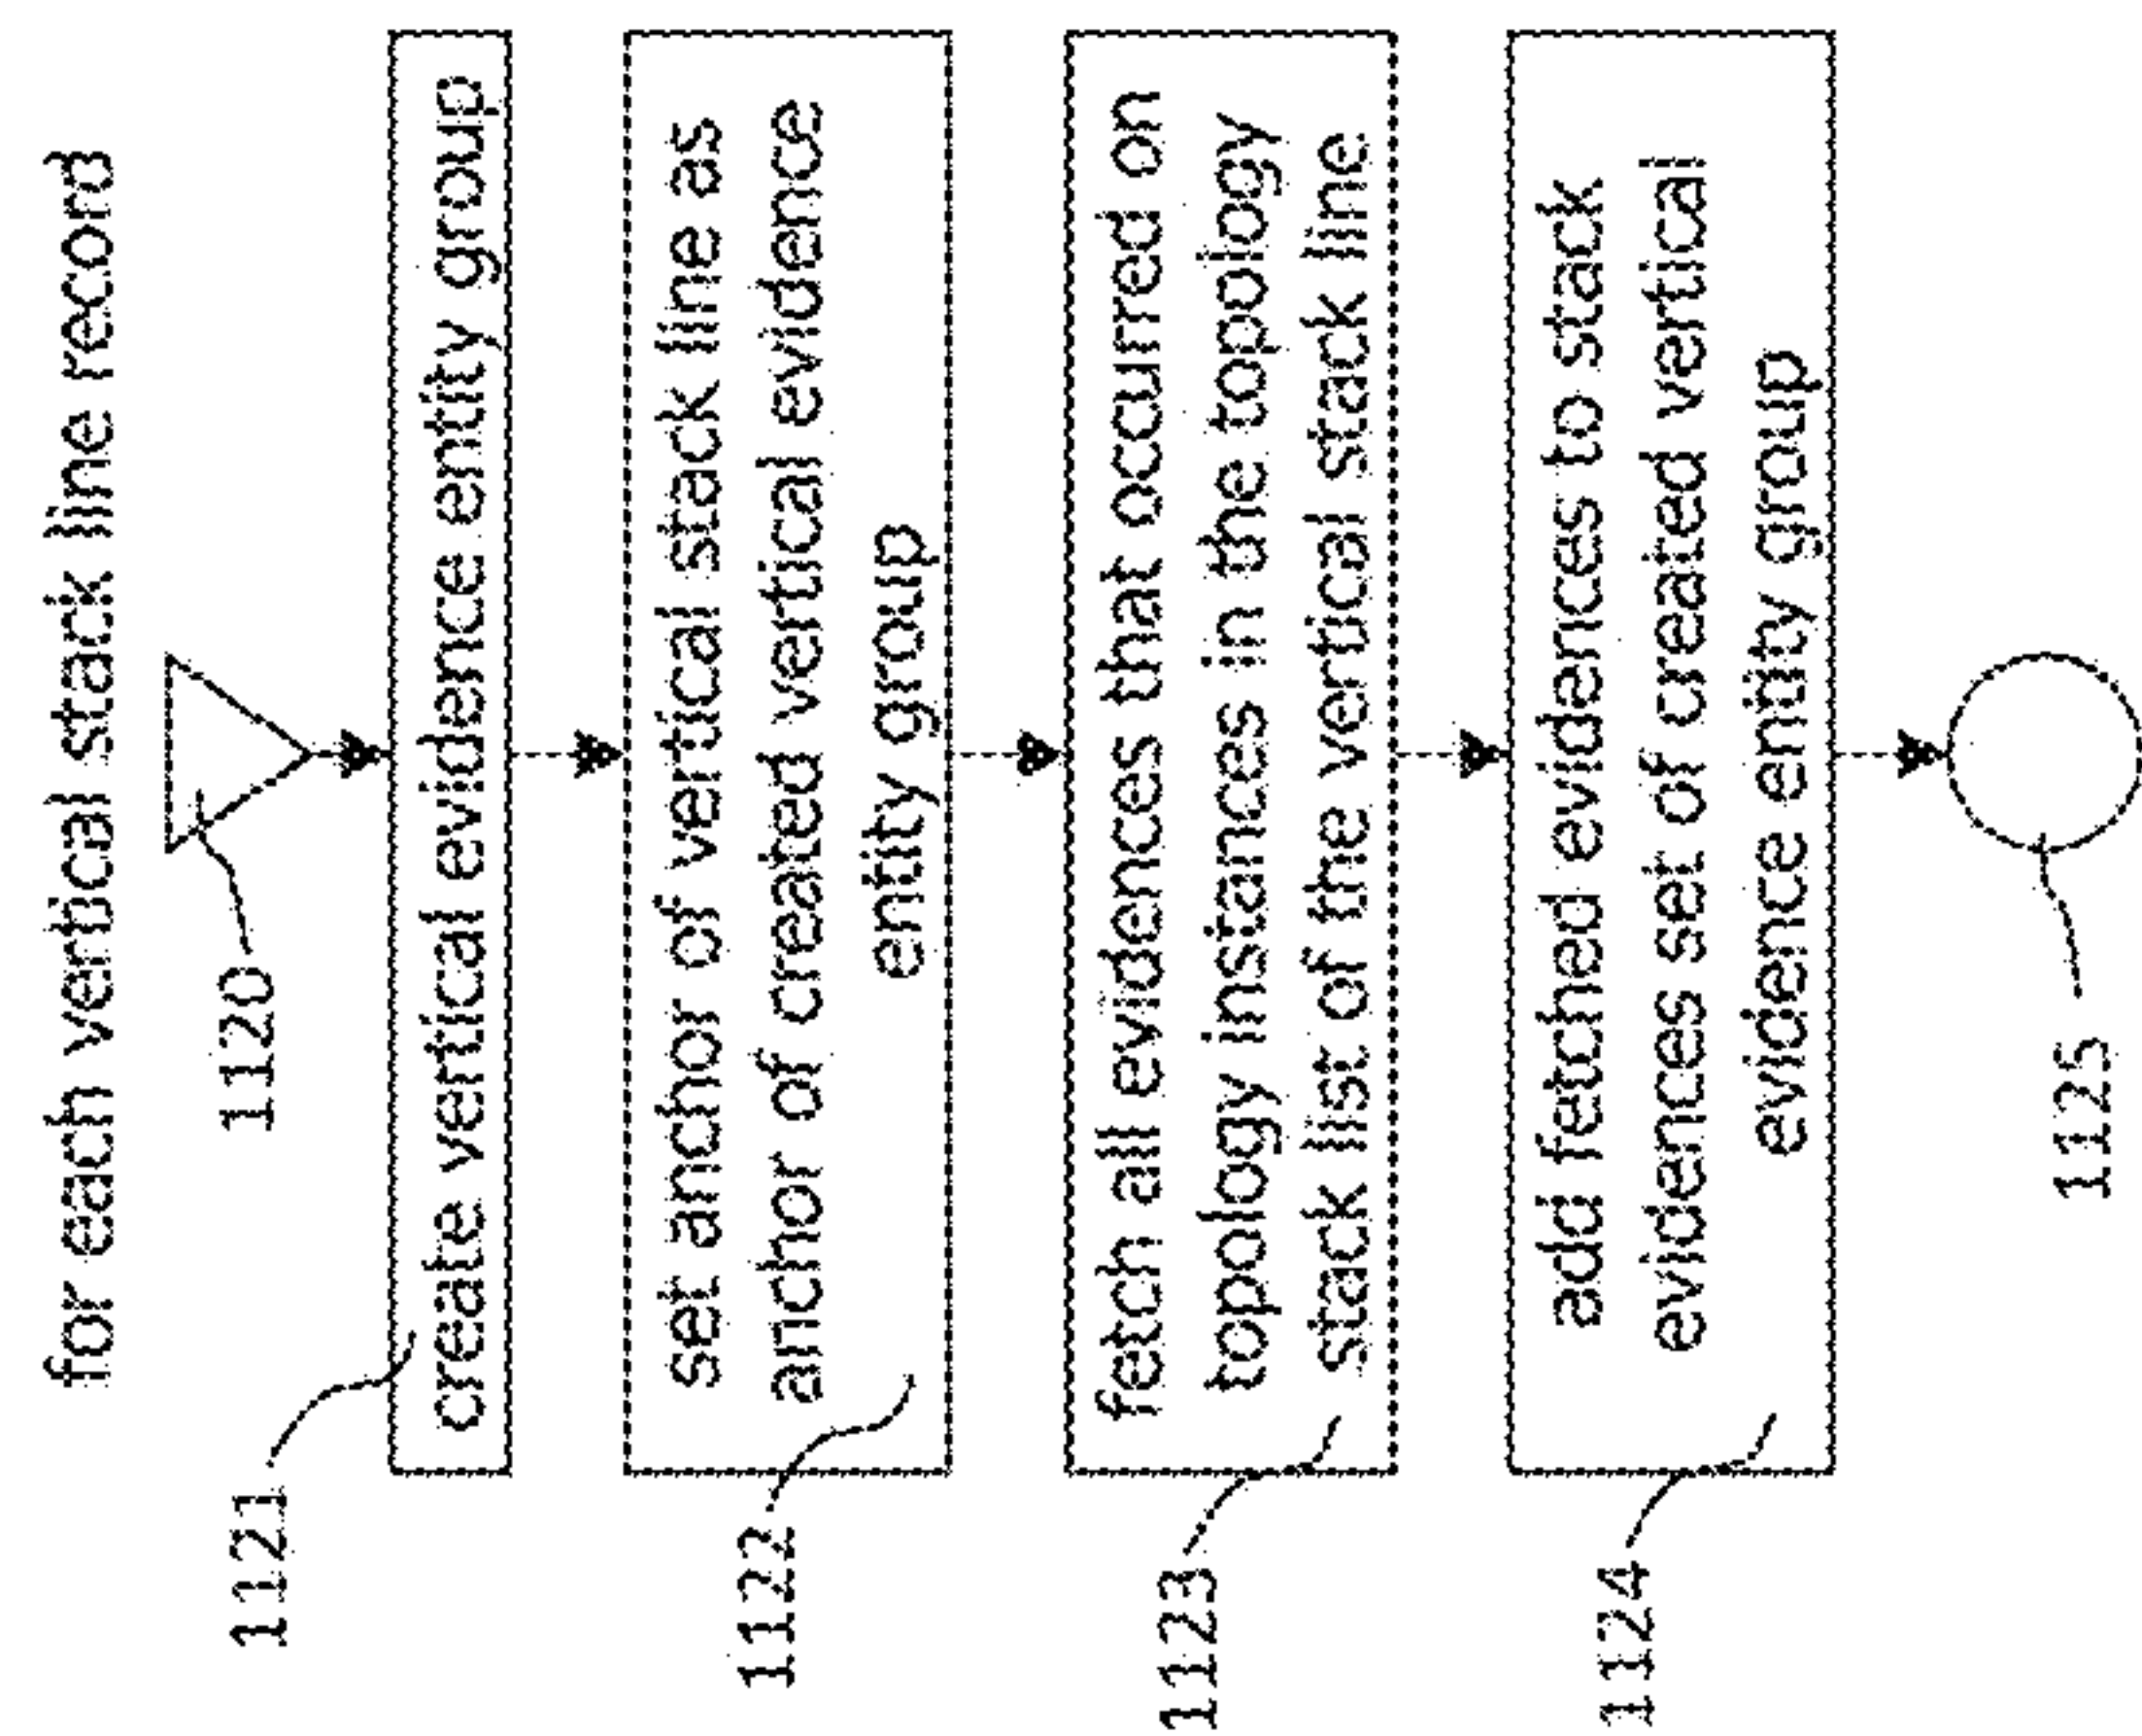 for each vertical stack line record
1120
1121
create vertical evidence entity group
set anchor of vertical stack line as
anchor of created vertical evidence
entity group
1122
fetch all evidences that occurred on
topology instances in the topology
stack list of the vertical stack line
1123
add fetched evidences to stack
evidences set of created vertical
evidence entity group
1124
1125